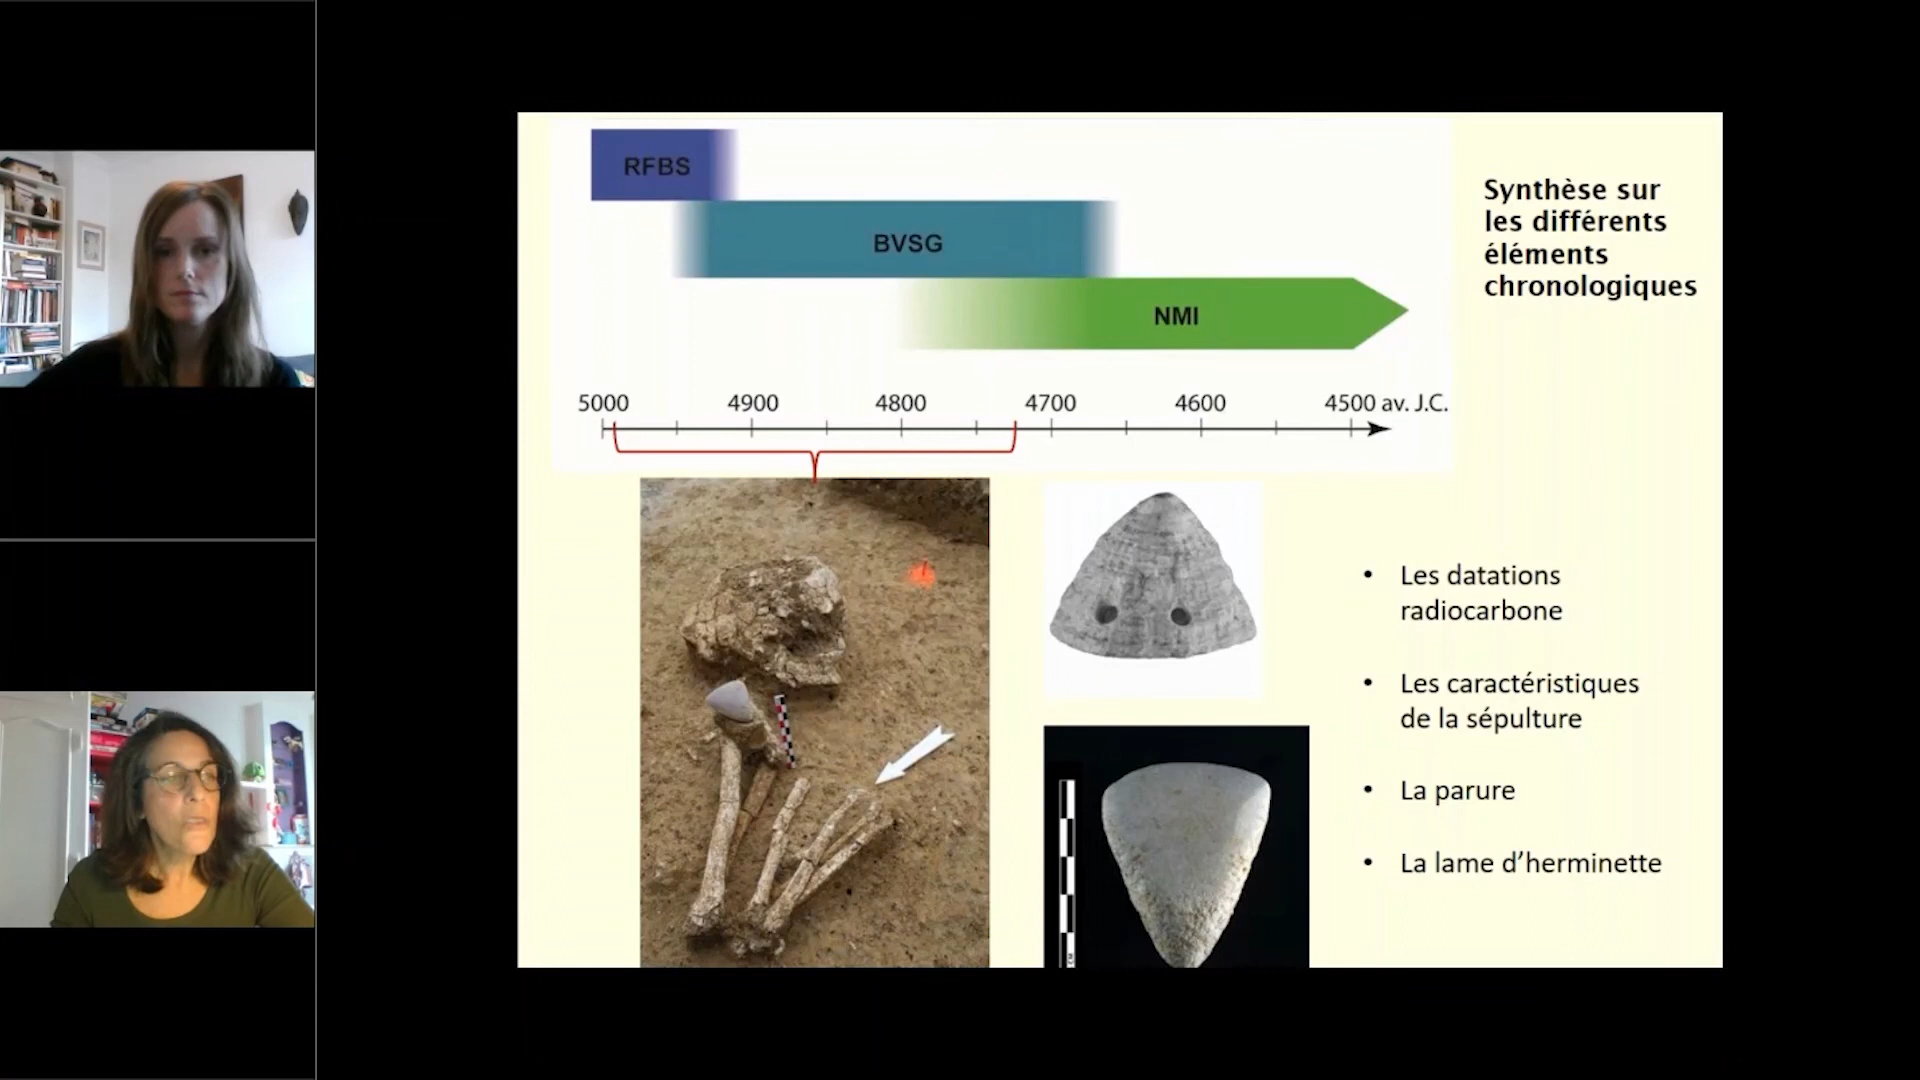 RFBS
BVSG
NMI
5000 4900 4800 4700 4600 4500 av. J.C.
Synthèse sur
les différents
éléments
chronologiques
• Les datations
radiocarbone
• Les caractéristiques
de la sépulture
• La parure
• La lame d’herminette
CM